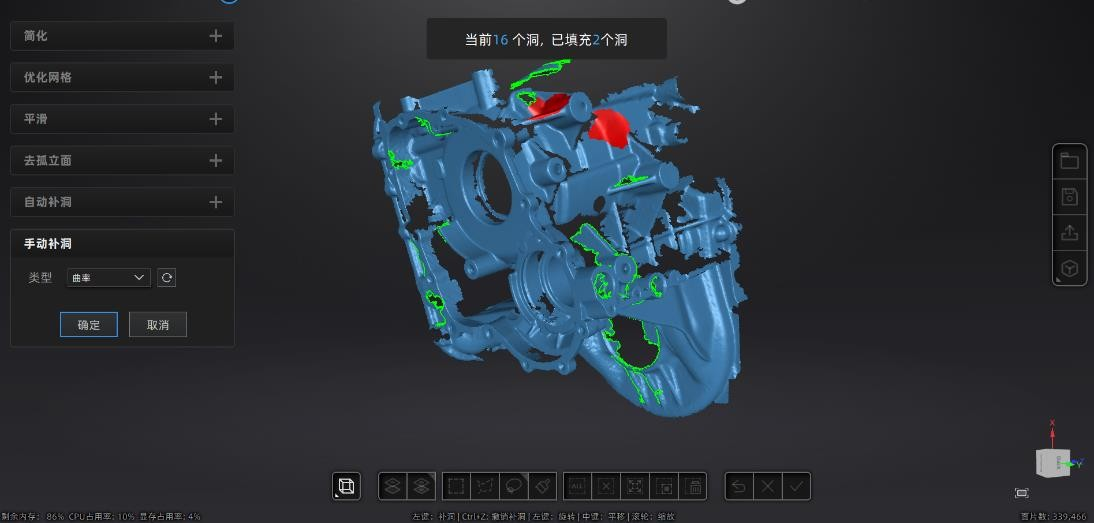 当前16 个洞，已填充2个洞
简化
优化网格
平滑
去孤立面
自动补洞
手动补洞
类型 曲率
确定 取消
X
Y
ALL
剩余内存： 86% CPU占用率: 10% 显存占用率: 4%
左键：补洞 | Ctrl+Z: 撤销补洞 | 左键：旋转 | 中键：平移 | 滚轮：缩放
面片数: 339,466